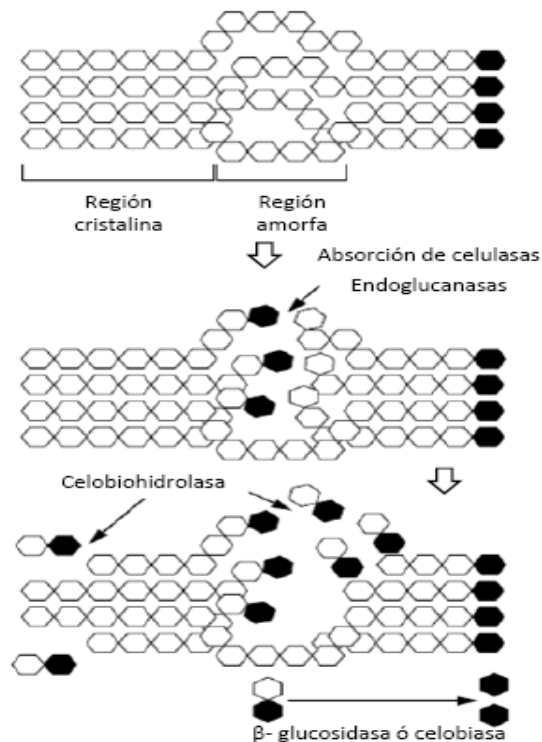 Región
cristalina
Región
amorfa
Absorción de celulasas
Endoglucanasas
Celobiohidrolasa
β- glucosidasa ó celobiasa